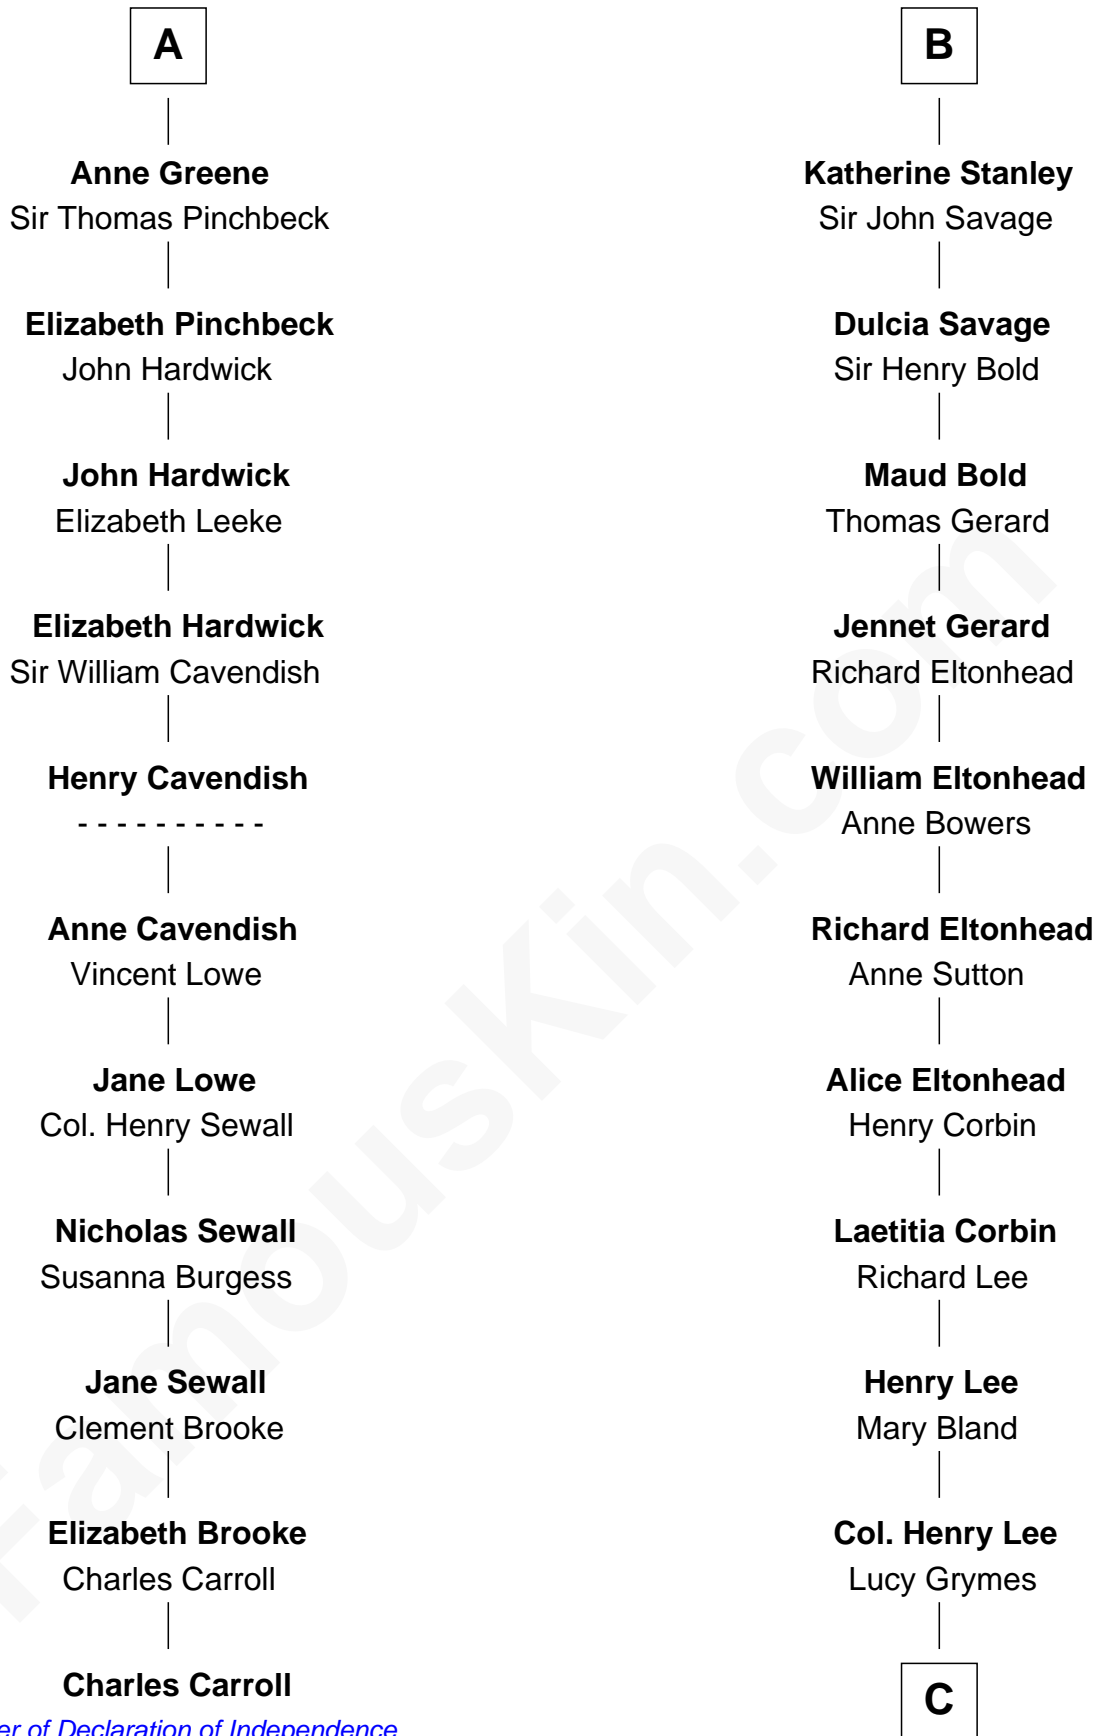 A
Anne Greene
Sir Thomas Pinchbeck
Elizabeth Pinchbeck
John Hardwick
John Hardwick
Elizabeth Leeke
Elizabeth Hardwick
Sir William Cavendish
Henry Cavendish
- - - - - - - - - -
Anne Cavendish
Vincent Lowe
Jane Lowe
Col. Henry Sewall
Nicholas Sewall
Susanna Burgess
Jane Sewall
Clement Brooke
Elizabeth Brooke
Charles Carroll
Charles Carroll
er of Declaration of Independence
B
Katherine Stanley
Sir John Savage
Dulcia Savage
Sir Henry Bold
Maud Bold
Thomas Gerard
Jennet Gerard
Richard Eltonhead
William Eltonhead
Anne Bowers
Richard Eltonhead
Anne Sutton
Alice Eltonhead
Henry Corbin
Laetitia Corbin
Richard Lee
Henry Lee
Mary Bland
Col. Henry Lee
Lucy Grymes
C
FamousKin.com